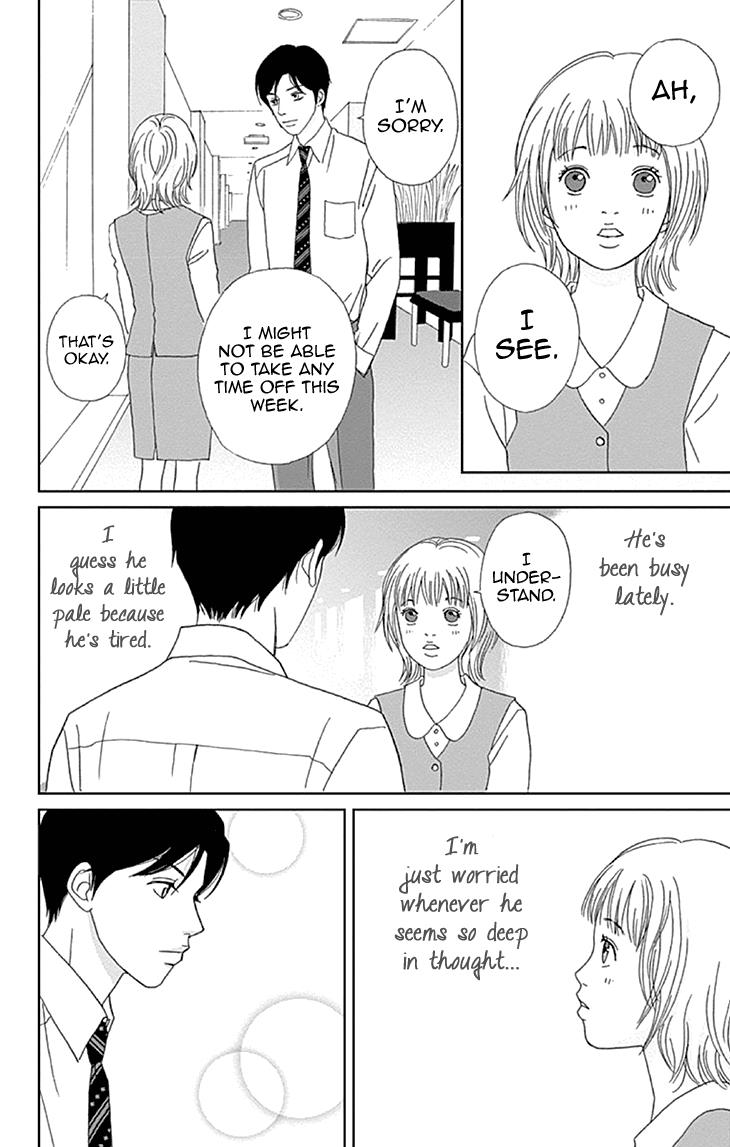 AH,
I
SEE.
I'M
SORRY.
I MIGHT
NOT BE ABLE
TO TAKE ANY
TIME OFF THIS
WEEK.
THAT'S
OKAY.
He's
been busy
lately.
I
UNDER-
STAND.
I
guess he
looks a little
pale because
he's tired.
I'm
just worried
whenever he
seems so deep
in thought...